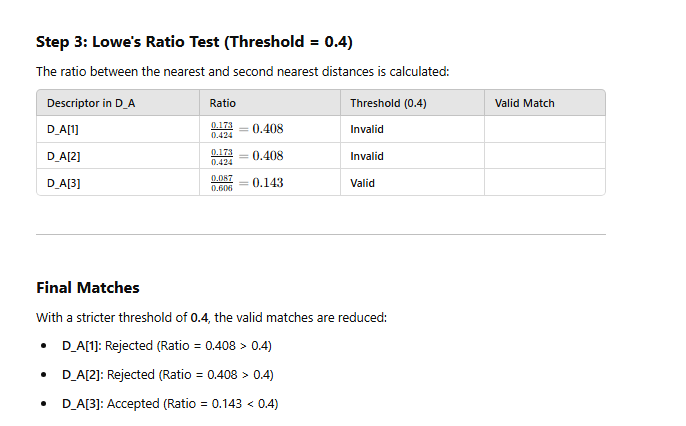 Step 3: Lowe's Ratio Test (Threshold = 0.4)
The ratio between the nearest and second nearest distances is calculated:
Descriptor in D_A Ratio Threshold (0.4) Valid Match
D_A[1] 0.173/0.424 = 0.408 Invalid
D_A[2] 0.173/0.424 = 0.408 Invalid
D_A[3] 0.087/0.606 = 0.143 Valid
Final Matches
With a stricter threshold of 0.4, the valid matches are reduced:
• D_A[1]: Rejected (Ratio = 0.408 > 0.4)
• D_A[2]: Rejected (Ratio = 0.408 > 0.4)
• D_A[3]: Accepted (Ratio = 0.143 < 0.4)